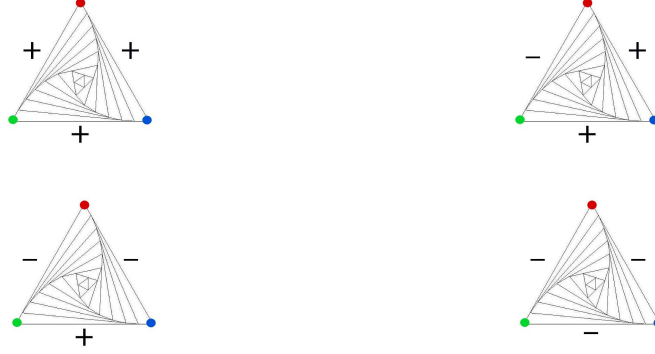 + + − +
+ +
− − − −
+ −